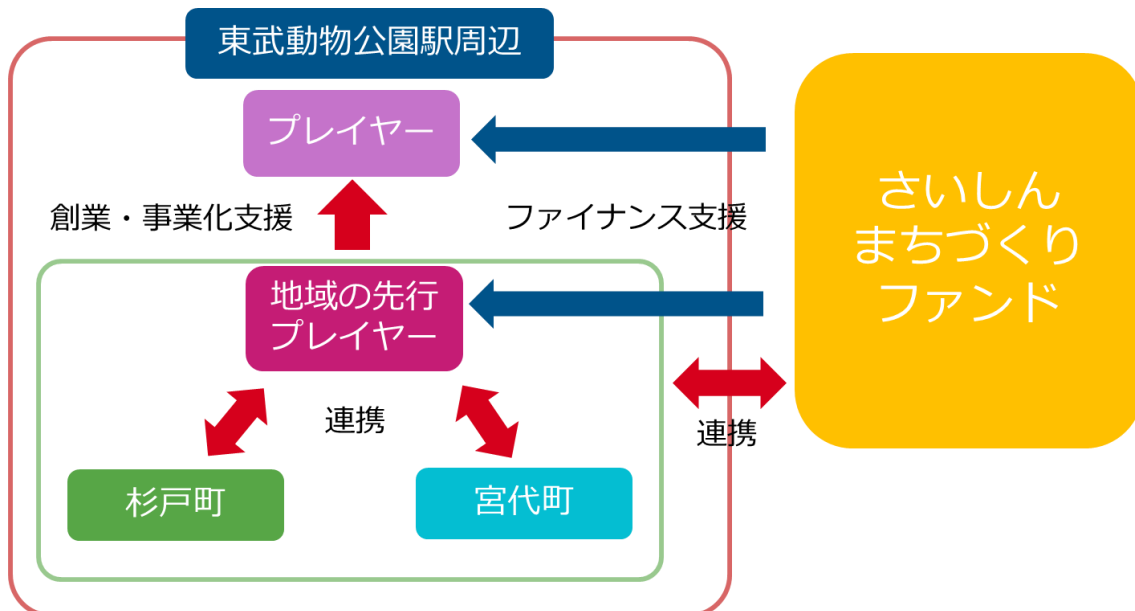 東武動物公園駅周辺
プレイヤー
創業・事業化支援
ファイナンス支援
さいしん
まちづくり
ファンド
地域の先行
プレイヤー
連携
連携
杉戸町
宮代町